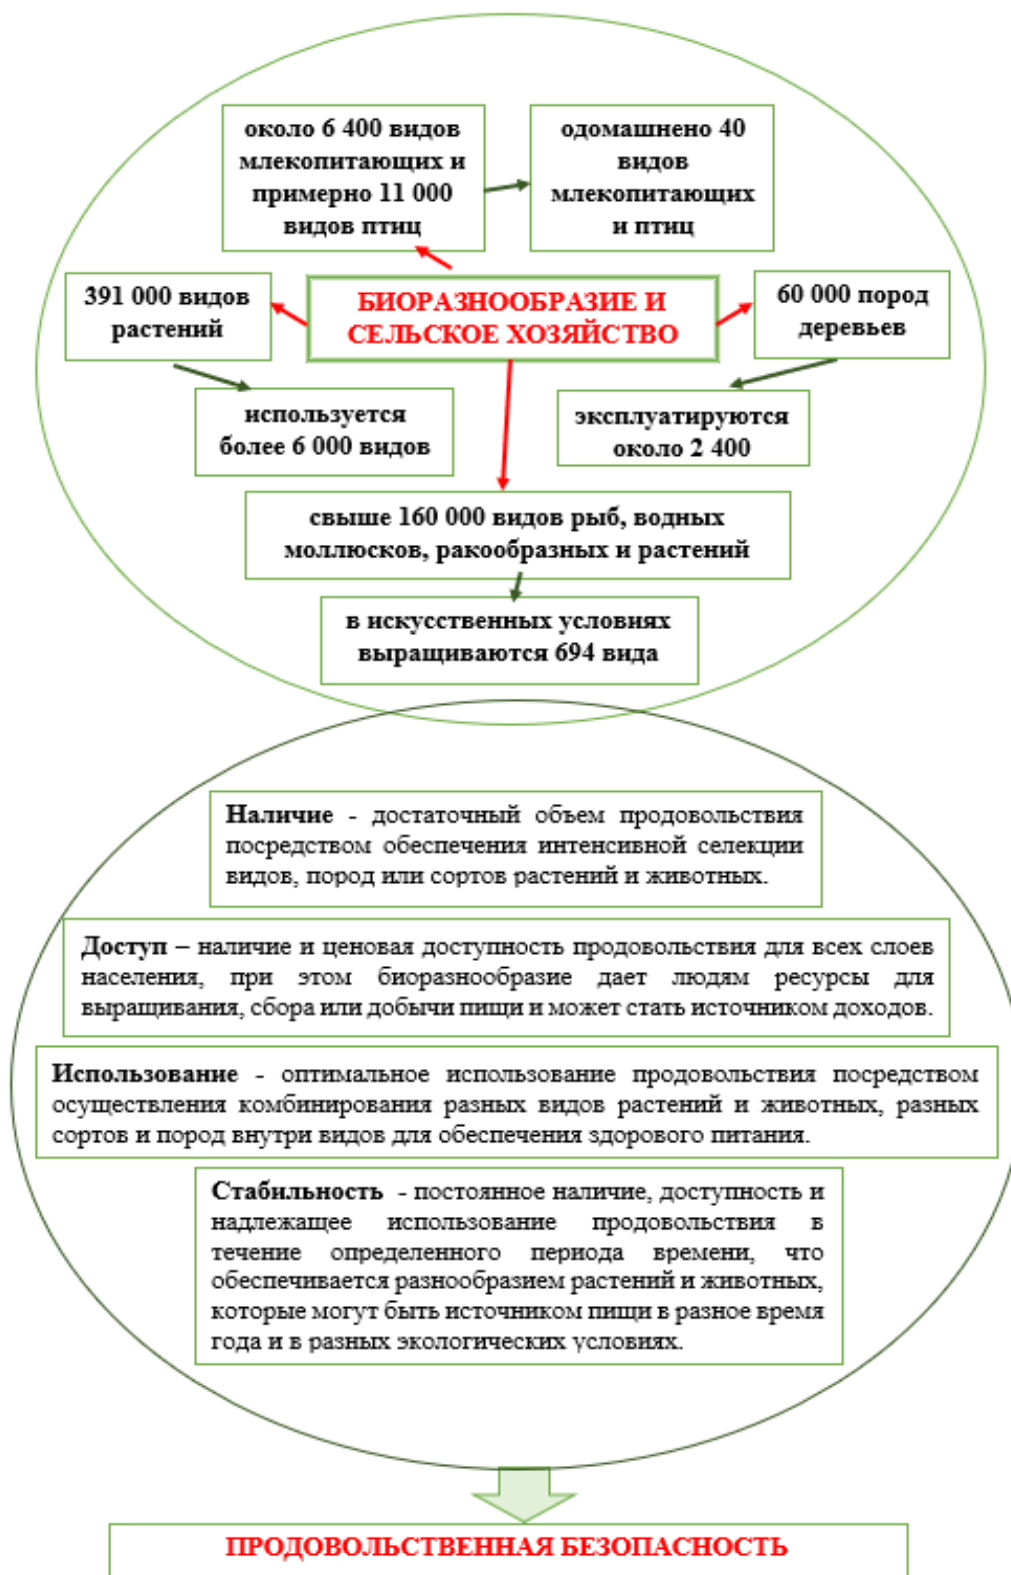 около 6 400 видов
млекопитающих и
примерно 11 000
видов птиц
одомашнено 40
видов
млекопитающих
и птиц
391 000 видов
растений
БИОРАЗНООБРАЗИЕ И
СЕЛЬСКОЕ ХОЗЯЙСТВО
60 000 пород
деревьев
используется
более 6 000 видов
эксплуатируются
около 2 400
свыше 160 000 видов рыб, водных
моллюсков, ракообразных и растений
в искусственных условиях
выращиваются 694 вида
Наличие - достаточный объем продовольствия
посредством обеспечения интенсивной селекции
видов, пород или сортов растений и животных.
Доступ – наличие и ценовая доступность продовольствия для всех слоев
населения, при этом биоразнообразие дает людям ресурсы для
выращивания, сбора или добычи пищи и может стать источником доходов.
Использование - оптимальное использование продовольствия посредством
осуществления комбинирования разных видов растений и животных, разных
сортов и пород внутри видов для обеспечения здорового питания.
Стабильность - постоянное наличие, доступность и
надлежащее использование продовольствия в
течение определенного периода времени, что
обеспечивается разнообразием растений и животных,
которые могут быть источником пищи в разное время
года и в разных экологических условиях.
ПРОДОВОЛЬСТВЕННАЯ БЕЗОПАСНОСТЬ